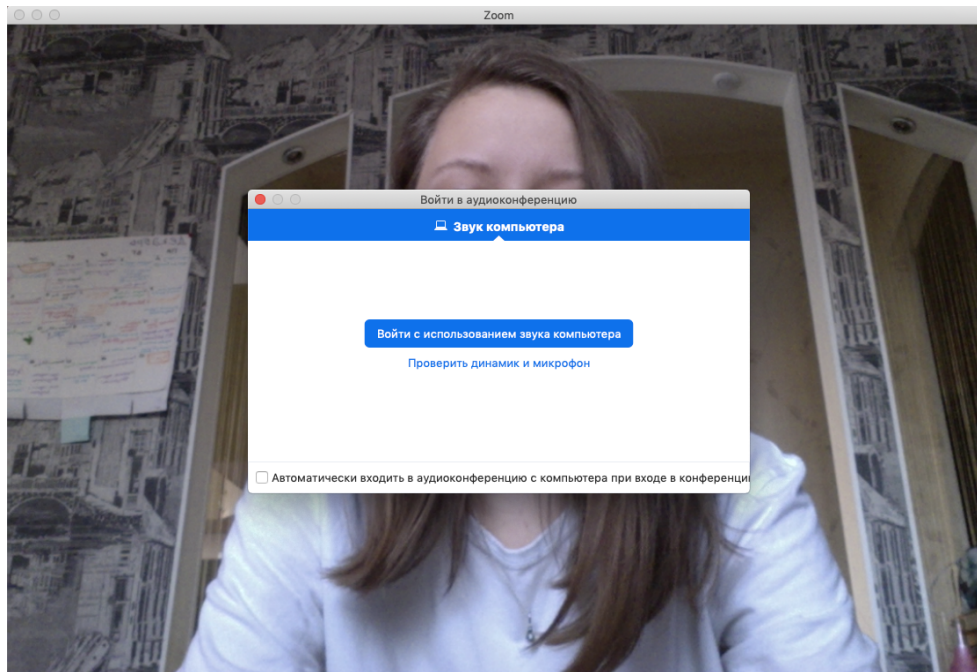 Zoom
Войти в аудиоконференцию
Звук компьютера
Войти с использованием звука компьютера
Проверить динамик и микрофон
Автоматически входить в аудиоконференцию с компьютера при входе в конференци